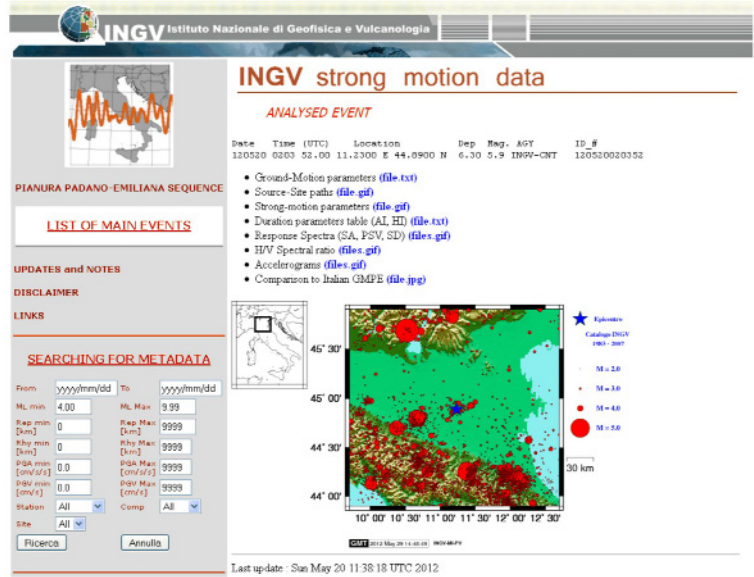 INGV Istituto Nazionale di Geofisica e Vulcanologia
INGV strong motion data
ANALYSED EVENT
Date Time (UTC) Location Dep Mag. AGY ID_#
120520 0203 52.00 11.2300 E 44.8900 N 6.30 5.9 INGV-CNT 120520020352
Ground-Motion parameters (file.txt)
Source-Site paths (file.gif)
Strong-motion parameters (file.gif)
Duration parameters table (AI, HI) (file.txt)
Response Spectra (SA, PSV, SD) (files.gif)
H/V Spectral ratio (files.gif)
Accelerograms (files.gif)
Comparison to Italian GMPE (file.jpg)
PIANURA PADANO-EMILIANA SEQUENCE
LIST OF MAIN EVENTS
UPDATES and NOTES
DISCLAIMER
LINKS
SEARCHING FOR METADATA
From yyyy/mm/dd To yyyy/mm/dd
ML min 4.00 ML Max 9.99
Rep min [km] 0 Rep Max [km] 9999
Rhy min [km] 0 Rhy Max [km] 9999
PGA min [cm/s/s] 0.0 PGA Max [cm/s/s] 9999
PGV min [cm/s] 0.0 PGV Max [cm/s] 9999
Station All Comp All
Site All
Ricerca Annulla
45° 30'
45° 00'
44° 30'
44° 00'
10° 00' 10° 30' 11° 00' 11° 30' 12° 00' 12° 30'
Epicentro
Catalogo INGV
1983 - 2007
M = 2.0
M = 3.0
M = 4.0
M = 5.0
30 km
GMT 2012 May 20 INGV-MI-PV
Last update : Sun May 20 11:38:18 UTC 2012